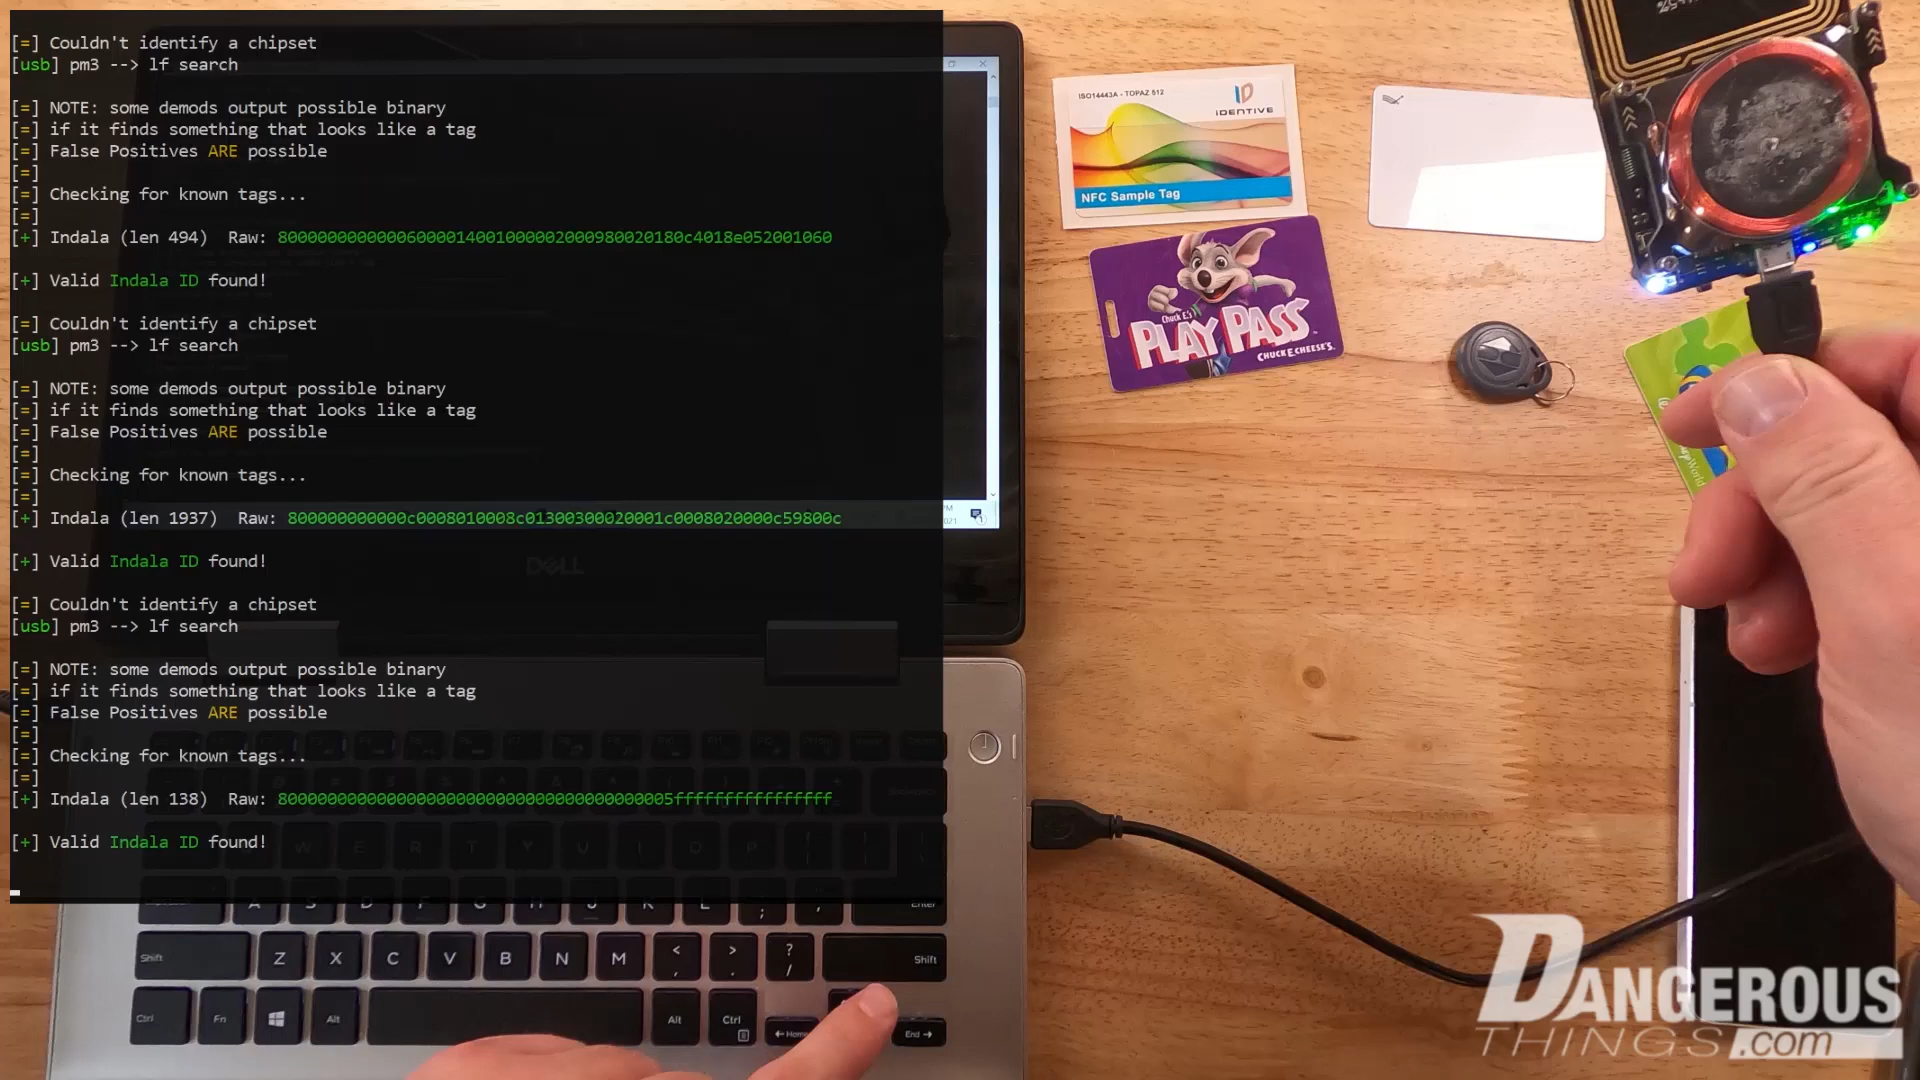 [=] Couldn't identify a chipset
[usb] pm3 --> lf search
[=] NOTE: some demods output possible binary
[=] if it finds something that looks like a tag
[=] False Positives ARE possible
[=]
[=] Checking for known tags...
[=]
[+] Indala (len 494) Raw: 80000000000006000014001000002000980020180c4018e052001060
[+] Valid Indala ID found!
[=] Couldn't identify a chipset
[usb] pm3 --> lf search
[=] NOTE: some demods output possible binary
[=] if it finds something that looks like a tag
[=] False Positives ARE possible
[=]
[=] Checking for known tags...
[=]
[+] Indala (len 1937) Raw: 800000000000c0008010008c01300300020001c0008020000c59800c
[+] Valid Indala ID found!
[=] Couldn't identify a chipset
[usb] pm3 --> lf search
[=] NOTE: some demods output possible binary
[=] if it finds something that looks like a tag
[=] False Positives ARE possible
[=]
[=] Checking for known tags...
[=]
[+] Indala (len 138) Raw: 8000000000000000000000000000000000000005ffffffffffffffff
[+] Valid Indala ID found!
DELL
ISO14443A - TOPAZ 512
iDENTIVE
NFC Sample Tag
Chuck E.'s
PLAY PASS
CHUCK E. CHEESE'S
W E R T Y U I O P
A S D F G H J K L ; Enter
Shift Z X C V B N M < , > . ? / Shift
Ctrl Fn Alt Alt Ctrl Home End
DANGEROUS
THINGS.com